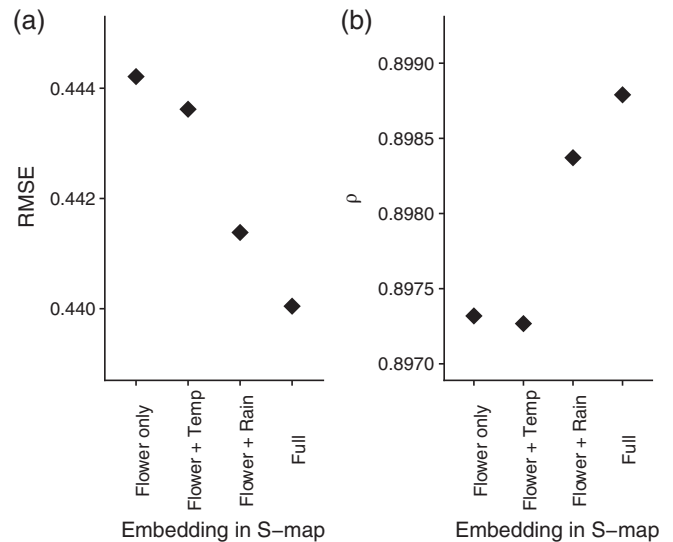 (a)
RMSE
0.444
0.442
0.440
Flower only
Flower + Temp
Flower + Rain
Full
Embedding in S−map
(b)
ρ
0.8990
0.8985
0.8980
0.8975
0.8970
Flower only
Flower + Temp
Flower + Rain
Full
Embedding in S−map